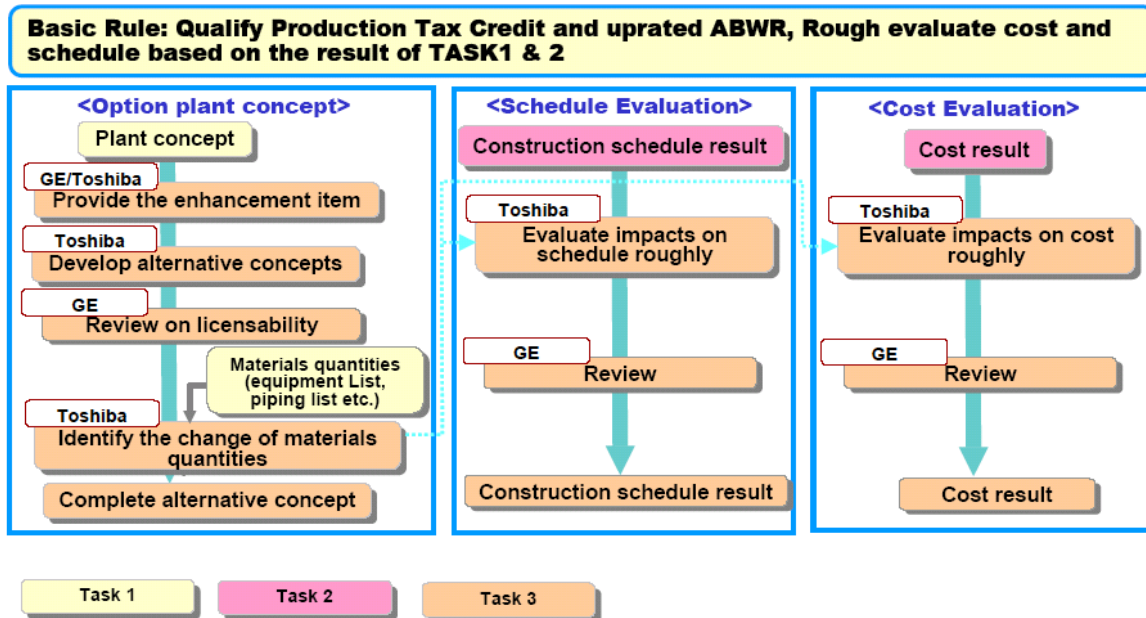 Basic Rule: Qualify Production Tax Credit and uprated ABWR, Rough evaluate cost and
schedule based on the result of TASK1 & 2
<Option plant concept>
Plant concept
GE/Toshiba
Provide the enhancement item
Toshiba
Develop alternative concepts
GE
Review on licensability
Materials quantities
(equipment List,
piping list etc.)
Toshiba
Identify the change of materials
quantities
Complete alternative concept
<Schedule Evaluation>
Construction schedule result
Toshiba
Evaluate impacts on
schedule roughly
GE
Review
Construction schedule result
<Cost Evaluation>
Cost result
Toshiba
Evaluate impacts on cost
roughly
GE
Review
Cost result
Task 1
Task 2
Task 3